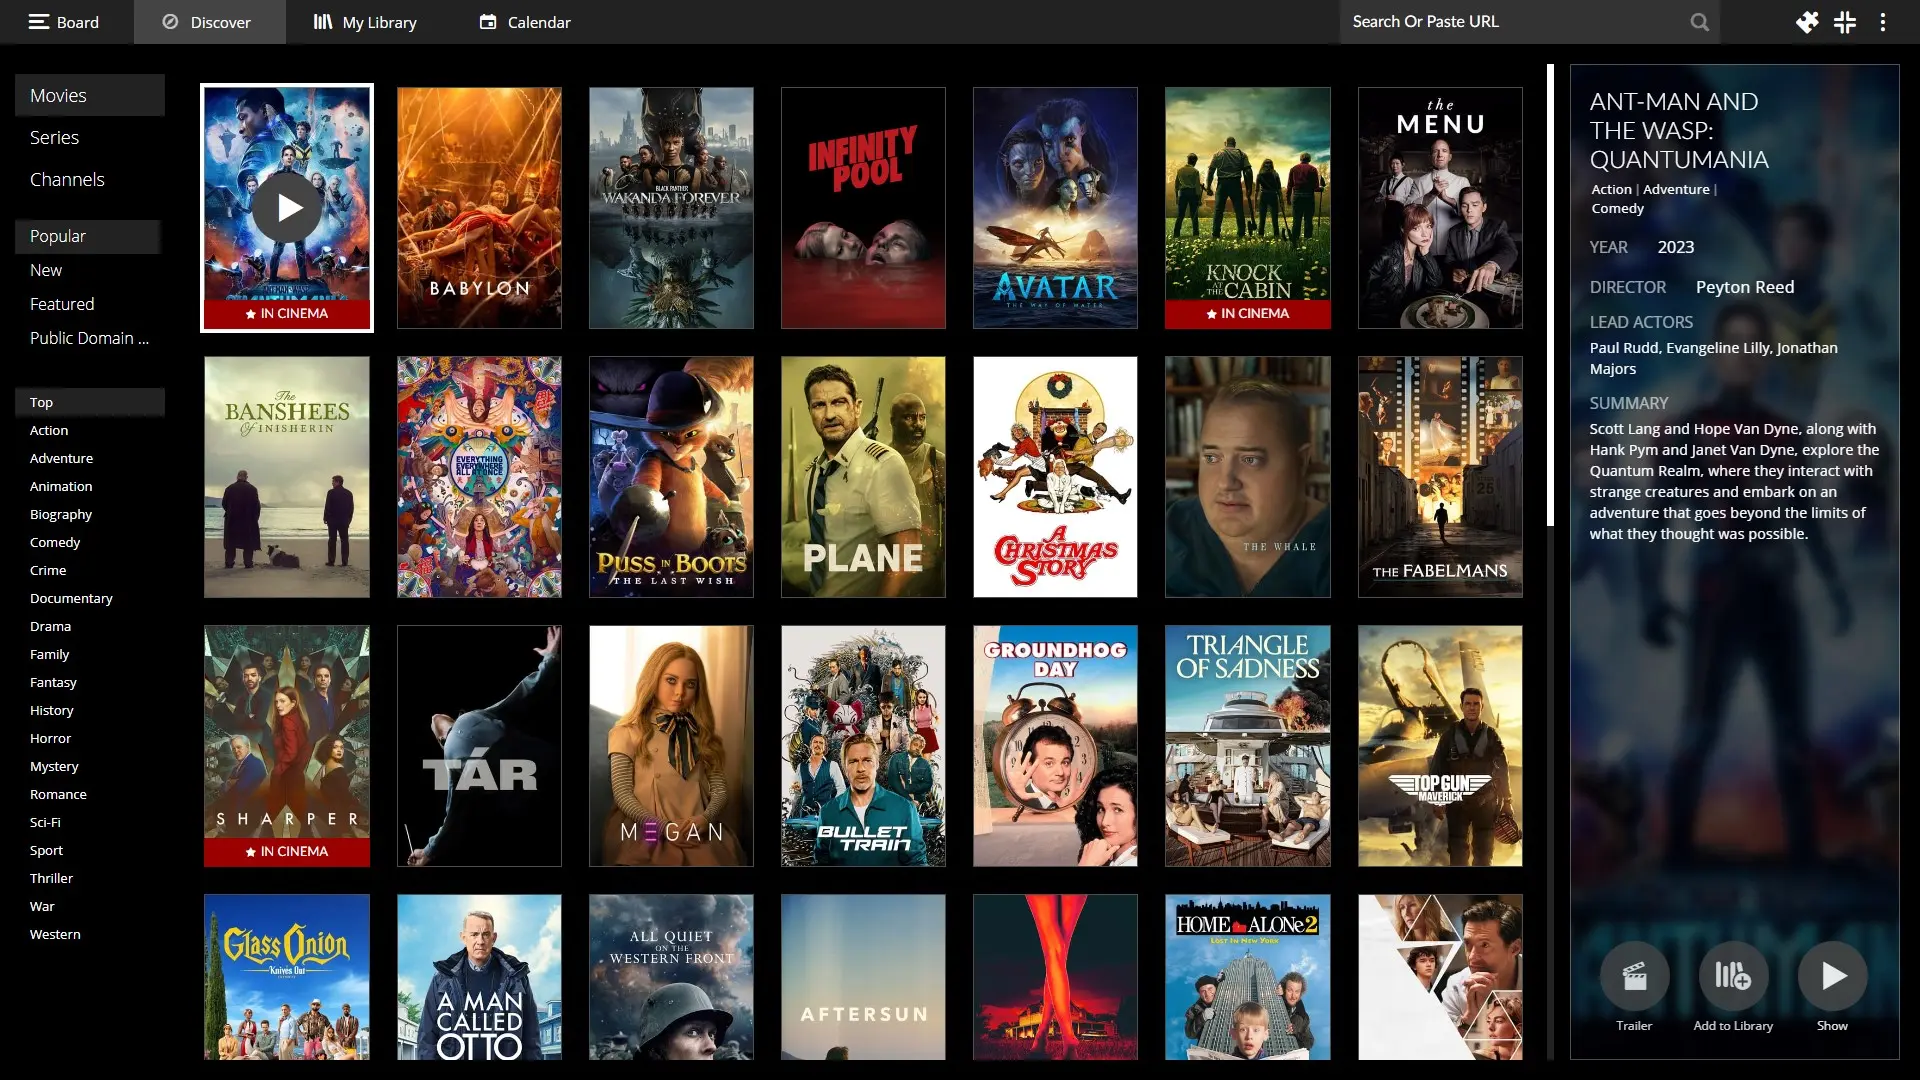 Board
Discover
My Library
Calendar
Search Or Paste URL
Movies
Series
Channels
Popular
New
Featured
Public Domain ...
Top
Action
Adventure
Animation
Biography
Comedy
Crime
Documentary
Drama
Family
Fantasy
History
Horror
Mystery
Romance
Sci-Fi
Sport
Thriller
War
Western
IN CINEMA
BABYLON
BLACK PANTHER
WAKANDA FOREVER
INFINITY
POOL
AVATAR
THE WAY OF WATER
KNOCK
AT THE CABIN
IN CINEMA
the
MENU
The
BANSHEES
Of INISHERIN
EVERYTHING
EVERYWHERE
ALL AT ONCE
PUSS IN BOOTS
THE LAST WISH
PLANE
A
CHRISTMAS
STORY
THE WHALE
25
THE FABELMANS
SHARPER
IN CINEMA
TÁR
M3GAN
BULLET
TRAIN
GROUNDHOG
DAY
TRIANGLE
OF SADNESS
TOP GUN
MAVERICK
Glass Onion
Knives Out
A MAN
CALLED
OTTO
ALL QUIET
ON THE
WESTERN FRONT
AFTERSUN
HOME ALONe 2
LOST IN NEW YORK
ANT-MAN AND
THE WASP:
QUANTUMANIA
Action | Adventure |
Comedy
YEAR 2023
DIRECTOR Peyton Reed
LEAD ACTORS
Paul Rudd, Evangeline Lilly, Jonathan
Majors
SUMMARY
Scott Lang and Hope Van Dyne, along with
Hank Pym and Janet Van Dyne, explore the
Quantum Realm, where they interact with
strange creatures and embark on an
adventure that goes beyond the limits of
what they thought was possible.
Trailer
Add to Library
Show